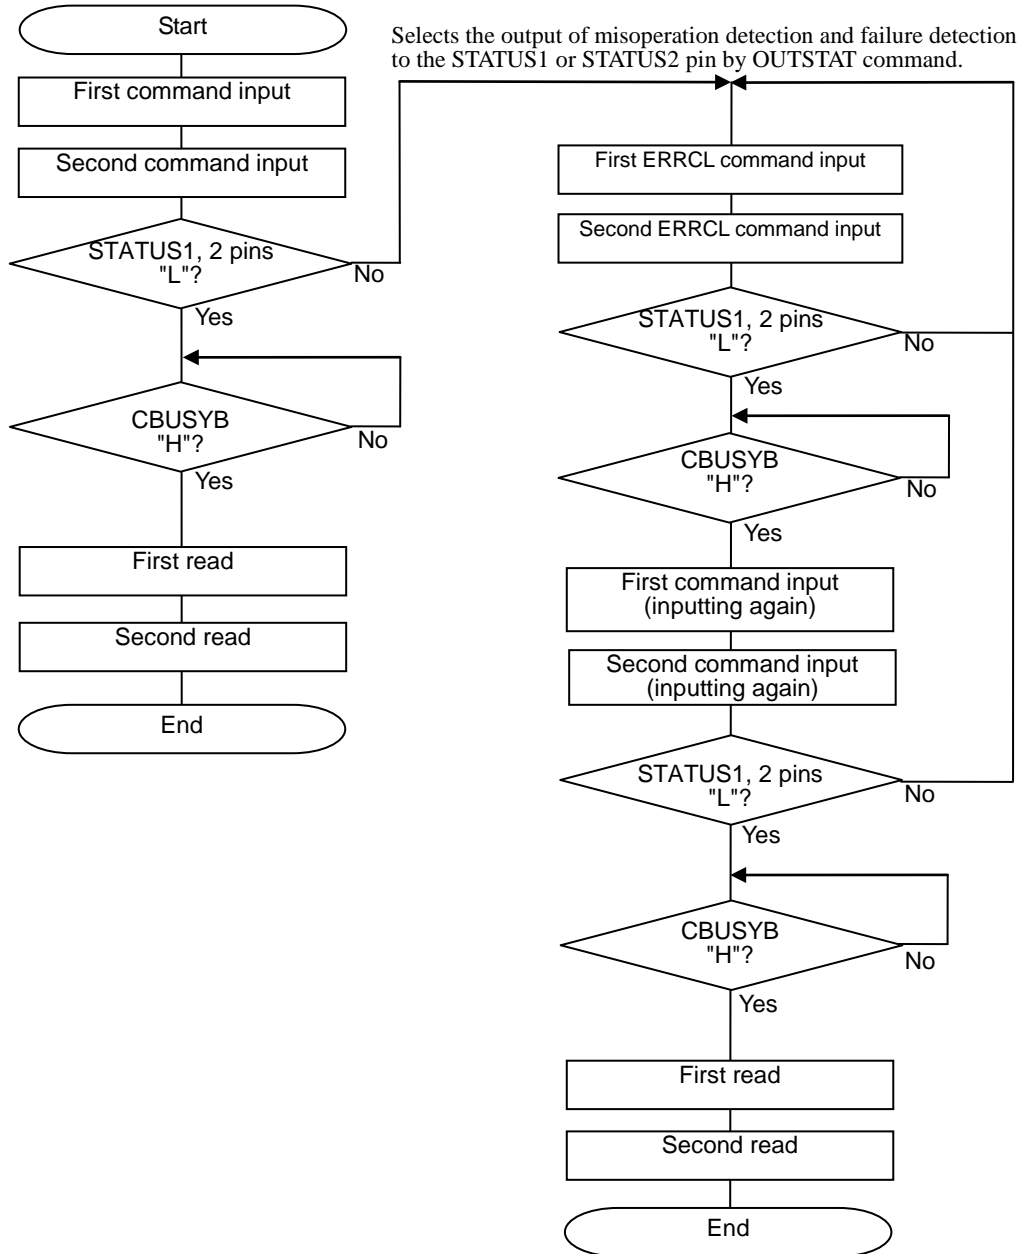 Start
First command input
Second command input
STATUS1, 2 pins
"L"?
No
Yes
CBUSYB
"H"?
No
Yes
First read
Second read
End
Selects the output of misoperation detection and failure detection
to the STATUS1 or STATUS2 pin by OUTSTAT command.
First ERRCL command input
Second ERRCL command input
STATUS1, 2 pins
"L"?
No
Yes
CBUSYB
"H"?
No
Yes
First command input
(inputting again)
Second command input
(inputting again)
STATUS1, 2 pins
"L"?
No
Yes
CBUSYB
"H"?
No
Yes
First read
Second read
End